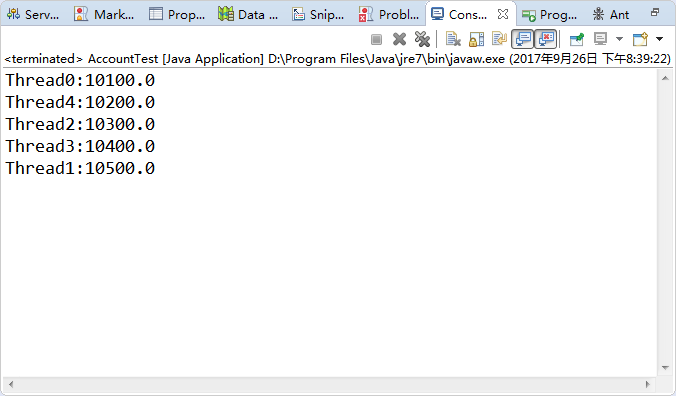 Serv... Mark... Prop... Data ... Snip... Probl... Cons... Prog... Ant
<terminated> AccountTest [Java Application] D:\Program Files\Java\jre7\bin\javaw.exe (2017年9月26日 下午8:39:22)
Thread0:10100.0
Thread4:10200.0
Thread2:10300.0
Thread3:10400.0
Thread1:10500.0